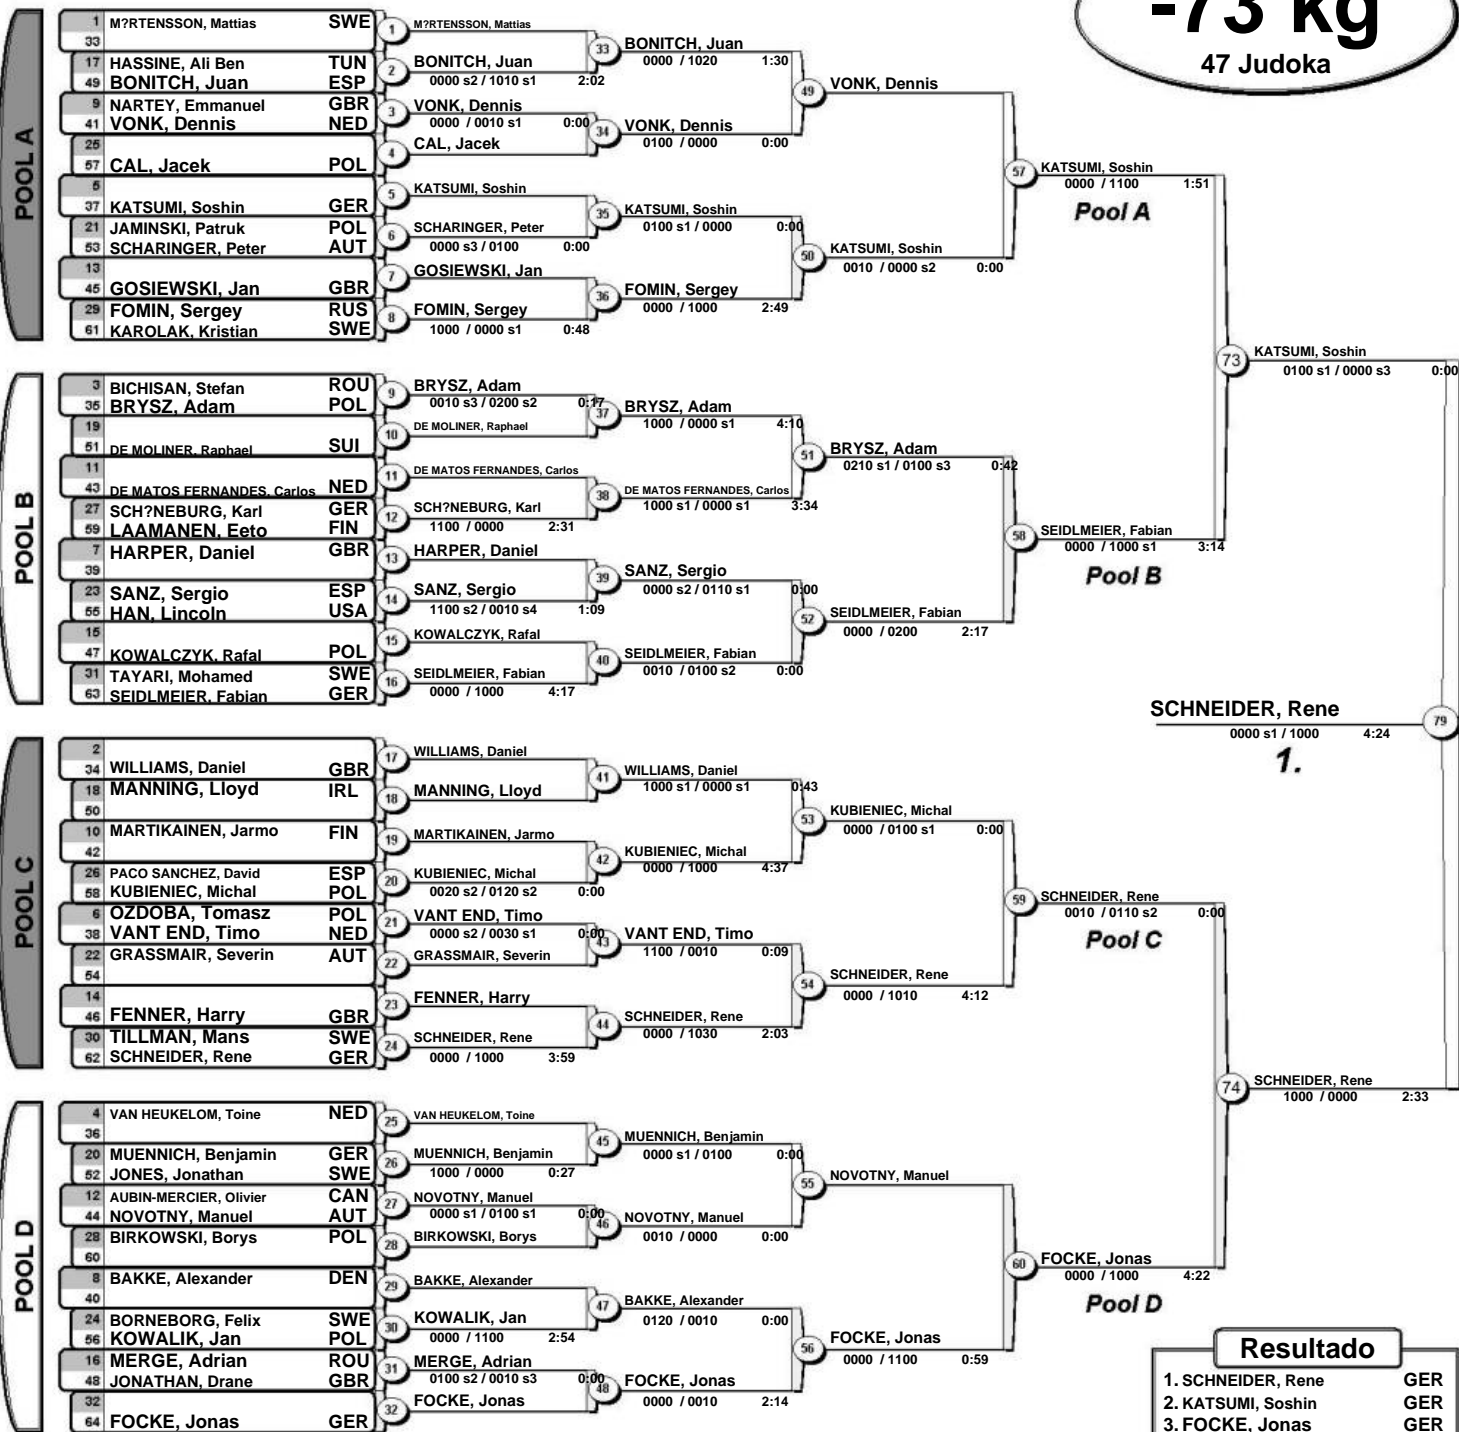 -73 kg
47 Judoka
POOL A
1 M?RTENSSON, Mattias SWE
33
17 HASSINE, Ali Ben TUN
49 BONITCH, Juan ESP
9 NARTEY, Emmanuel GBR
41 VONK, Dennis NED
25
57 CAL, Jacek POL
5
37 KATSUMI, Soshin GER
21 JAMINSKI, Patruk POL
53 SCHARINGER, Peter AUT
13
45 GOSIEWSKI, Jan GBR
29 FOMIN, Sergey RUS
61 KAROLAK, Kristian SWE
1 M?RTENSSON, Mattias
2 BONITCH, Juan
0000 s2 / 1010 s1 2:02
3 VONK, Dennis
0000 / 0010 s1 0:00
4 CAL, Jacek
5 KATSUMI, Soshin
6 SCHARINGER, Peter
0000 s3 / 0100 0:00
7 GOSIEWSKI, Jan
8 FOMIN, Sergey
1000 / 0000 s1 0:48
33 BONITCH, Juan
0000 / 1020 1:30
34 VONK, Dennis
0100 / 0000 0:00
35 KATSUMI, Soshin
0100 s1 / 0000 0:00
36 FOMIN, Sergey
0000 / 1000 2:49
49 VONK, Dennis
50 KATSUMI, Soshin
0010 / 0000 s2 0:00
57 KATSUMI, Soshin
0000 / 1100 1:51
Pool A
POOL B
3 BICHISAN, Stefan ROU
35 BRYSZ, Adam POL
19
51 DE MOLINER, Raphael SUI
11
43 DE MATOS FERNANDES, Carlos NED
27 SCH?NEBURG, Karl GER
59 LAAMANEN, Eeto FIN
7 HARPER, Daniel GBR
39
23 SANZ, Sergio ESP
55 HAN, Lincoln USA
15
47 KOWALCZYK, Rafal POL
31 TAYARI, Mohamed SWE
63 SEIDLMEIER, Fabian GER
9 BRYSZ, Adam
0010 s3 / 0200 s2 0:17
10 DE MOLINER, Raphael
11 DE MATOS FERNANDES, Carlos
12 SCH?NEBURG, Karl
1100 / 0000 2:31
13 HARPER, Daniel
14 SANZ, Sergio
1100 s2 / 0010 s4 1:09
15 KOWALCZYK, Rafal
16 SEIDLMEIER, Fabian
0000 / 1000 4:17
37 BRYSZ, Adam
1000 / 0000 s1 4:10
38 DE MATOS FERNANDES, Carlos
1000 s1 / 0000 s1 3:34
39 SANZ, Sergio
0000 s2 / 0110 s1 0:00
40 SEIDLMEIER, Fabian
0010 / 0100 s2 0:00
51 BRYSZ, Adam
0210 s1 / 0100 s3 0:42
52 SEIDLMEIER, Fabian
0000 / 0200 2:17
58 SEIDLMEIER, Fabian
0000 / 1000 s1 3:14
Pool B
73 KATSUMI, Soshin
0100 s1 / 0000 s3 0:00
SCHNEIDER, Rene 79
0000 s1 / 1000 4:24
1.
POOL C
2
34 WILLIAMS, Daniel GBR
18 MANNING, Lloyd IRL
50
10 MARTIKAINEN, Jarmo FIN
42
26 PACO SANCHEZ, David ESP
58 KUBIENIEC, Michal POL
6 OZDOBA, Tomasz POL
38 VANT END, Timo NED
22 GRASSMAIR, Severin AUT
54
14
46 FENNER, Harry GBR
30 TILLMAN, Mans SWE
62 SCHNEIDER, Rene GER
17 WILLIAMS, Daniel
18 MANNING, Lloyd
19 MARTIKAINEN, Jarmo
20 KUBIENIEC, Michal
0020 s2 / 0120 s2 0:00
21 VANT END, Timo
0000 s2 / 0030 s1 0:00
22 GRASSMAIR, Severin
23 FENNER, Harry
24 SCHNEIDER, Rene
0000 / 1000 3:59
41 WILLIAMS, Daniel
1000 s1 / 0000 s1 0:43
42 KUBIENIEC, Michal
0000 / 1000 4:37
43 VANT END, Timo
1100 / 0010 0:09
44 SCHNEIDER, Rene
0000 / 1030 2:03
53 KUBIENIEC, Michal
0000 / 0100 s1 0:00
54 SCHNEIDER, Rene
0000 / 1010 4:12
59 SCHNEIDER, Rene
0010 / 0110 s2 0:00
Pool C
POOL D
4 VAN HEUKELOM, Toine NED
36
20 MUENNICH, Benjamin GER
52 JONES, Jonathan SWE
12 AUBIN-MERCIER, Olivier CAN
44 NOVOTNY, Manuel AUT
28 BIRKOWSKI, Borys POL
60
8 BAKKE, Alexander DEN
40
24 BORNEBORG, Felix SWE
56 KOWALIK, Jan POL
16 MERGE, Adrian ROU
48 JONATHAN, Drane GBR
32
64 FOCKE, Jonas GER
25 VAN HEUKELOM, Toine
26 MUENNICH, Benjamin
1000 / 0000 0:27
27 NOVOTNY, Manuel
0000 s1 / 0100 s1 0:00
28 BIRKOWSKI, Borys
29 BAKKE, Alexander
30 KOWALIK, Jan
0000 / 1100 2:54
31 MERGE, Adrian
0100 s2 / 0010 s3 0:00
32 FOCKE, Jonas
45 MUENNICH, Benjamin
0000 s1 / 0100 0:00
46 NOVOTNY, Manuel
0010 / 0000 0:00
47 BAKKE, Alexander
0120 / 0010 0:00
48 FOCKE, Jonas
0000 / 0010 2:14
55 NOVOTNY, Manuel
56 FOCKE, Jonas
0000 / 1100 0:59
60 FOCKE, Jonas
0000 / 1000 4:22
Pool D
74 SCHNEIDER, Rene
1000 / 0000 2:33
Resultado
1. SCHNEIDER, Rene GER
2. KATSUMI, Soshin GER
3. FOCKE, Jonas GER